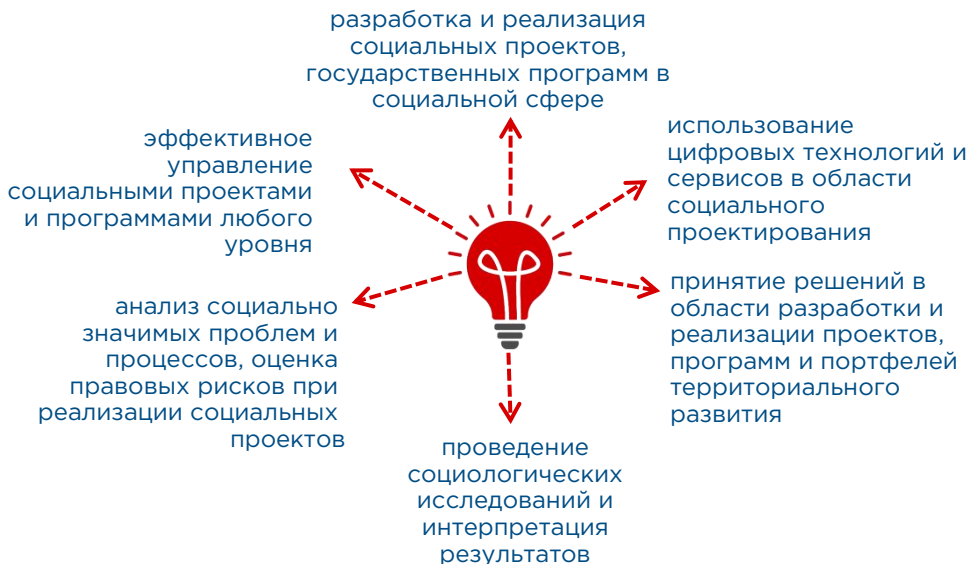 разработка и реализация
социальных проектов,
государственных программ в
социальной сфере
эффективное
управление
социальными проектами
и программами любого
уровня
использование
цифровых технологий и
сервисов в области
социального
проектирования
анализ социально
значимых проблем и
процессов, оценка
правовых рисков при
реализации социальных
проектов
принятие решений в
области разработки и
реализации проектов,
программ и портфелей
территориального
развития
проведение
социологических
исследований и
интерпретация
результатов